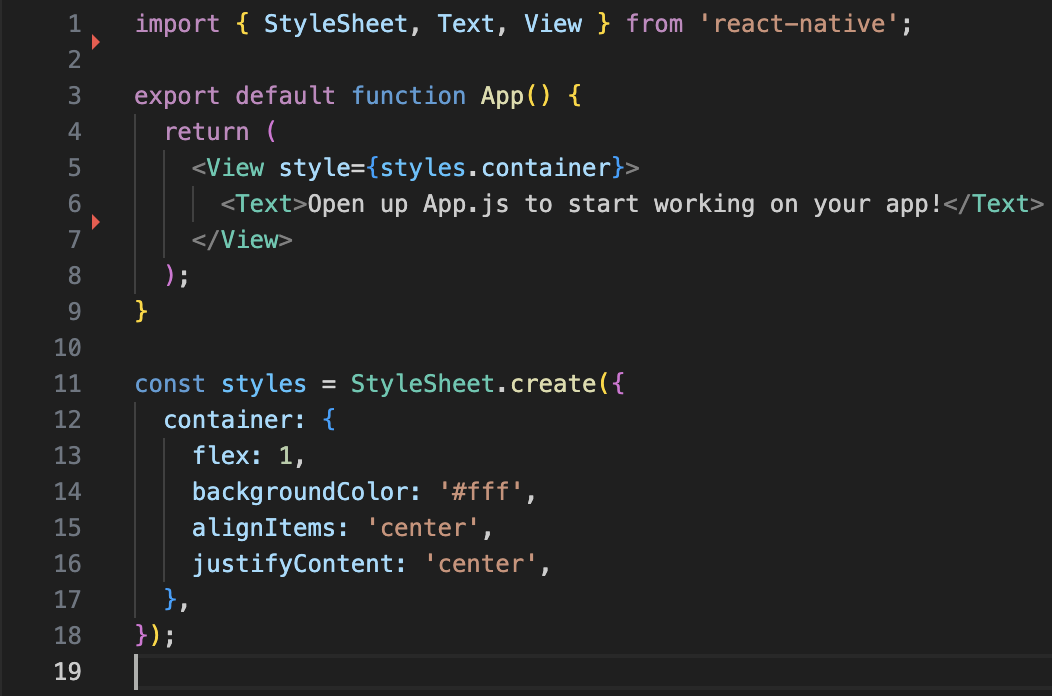 1 import { StyleSheet, Text, View } from 'react-native';
2
3 export default function App() {
4   return (
5     <View style={styles.container}>
6       <Text>Open up App.js to start working on your app!</Text>
7     </View>
8   );
9 }
10
11 const styles = StyleSheet.create({
12   container: {
13     flex: 1,
14     backgroundColor: '#fff',
15     alignItems: 'center',
16     justifyContent: 'center',
17   },
18 });
19